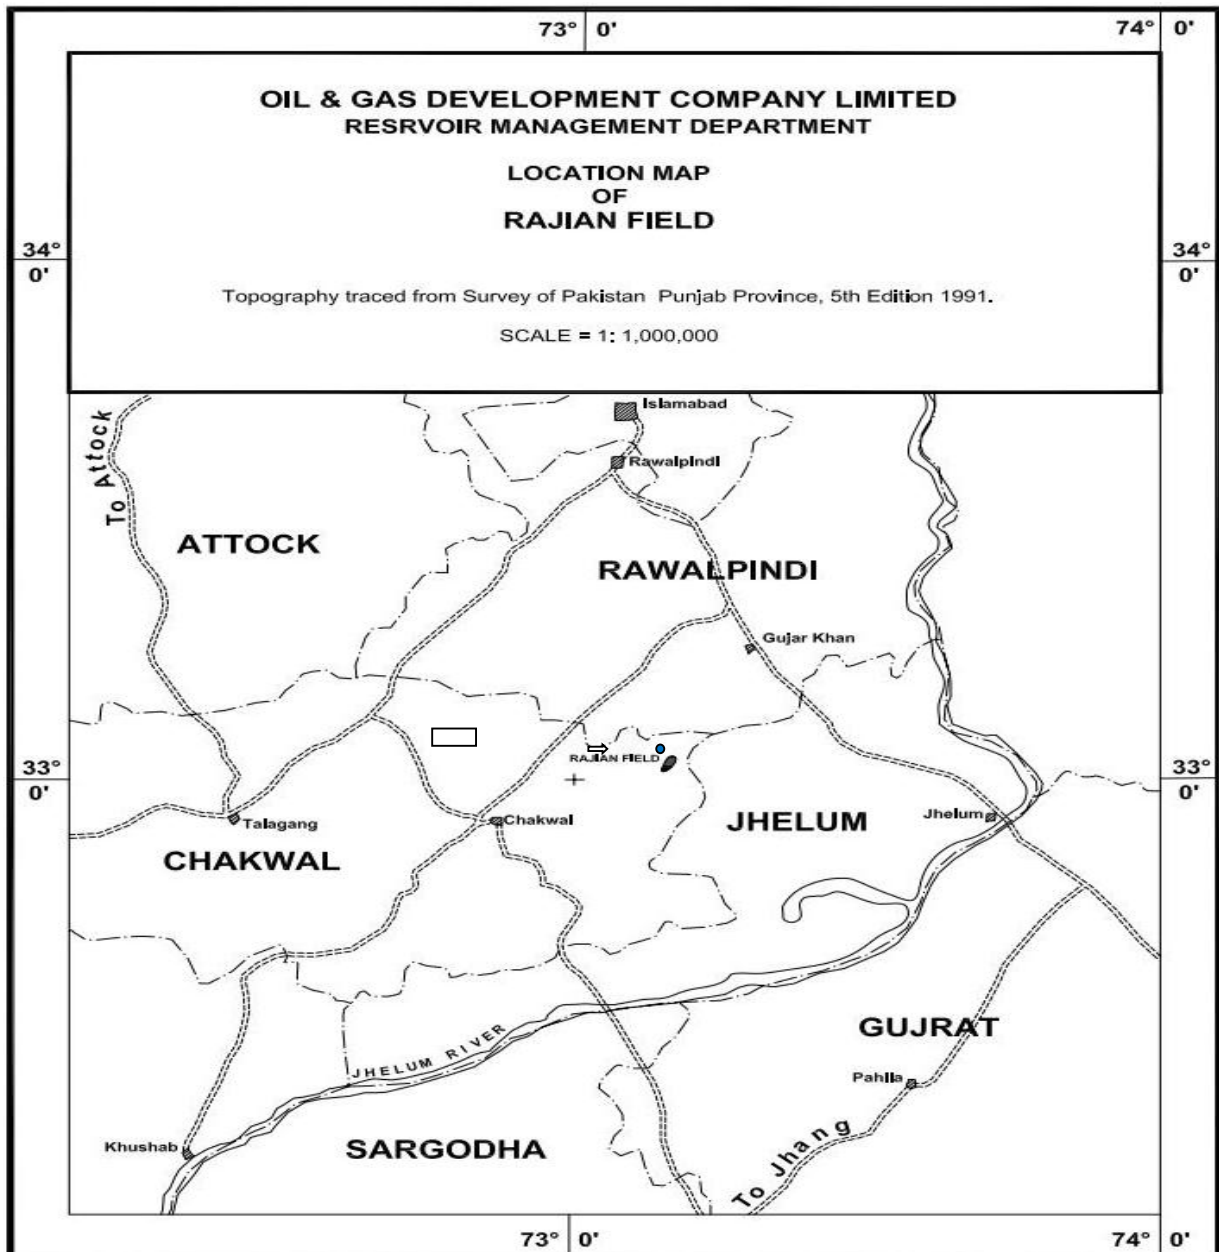 73° 0'
74° 0'
OIL & GAS DEVELOPMENT COMPANY LIMITED
RESRVOIR MANAGEMENT DEPARTMENT
LOCATION MAP
OF
RAJIAN FIELD
34° 0'
34° 0'
Topography traced from Survey of Pakistan Punjab Province, 5th Edition 1991.
SCALE = 1: 1,000,000
Islamabad
To Attock
Rawalpindi
ATTOCK
RAWALPINDI
Gujar Khan
RAJIAN FIELD
33° 0'
33° 0'
Talagang
Chakwal
JHELUM
Jhelum
CHAKWAL
GUJRAT
JHELUM RIVER
Pahlia
Khushab
SARGODHA
To Jhang
73° 0'
74° 0'